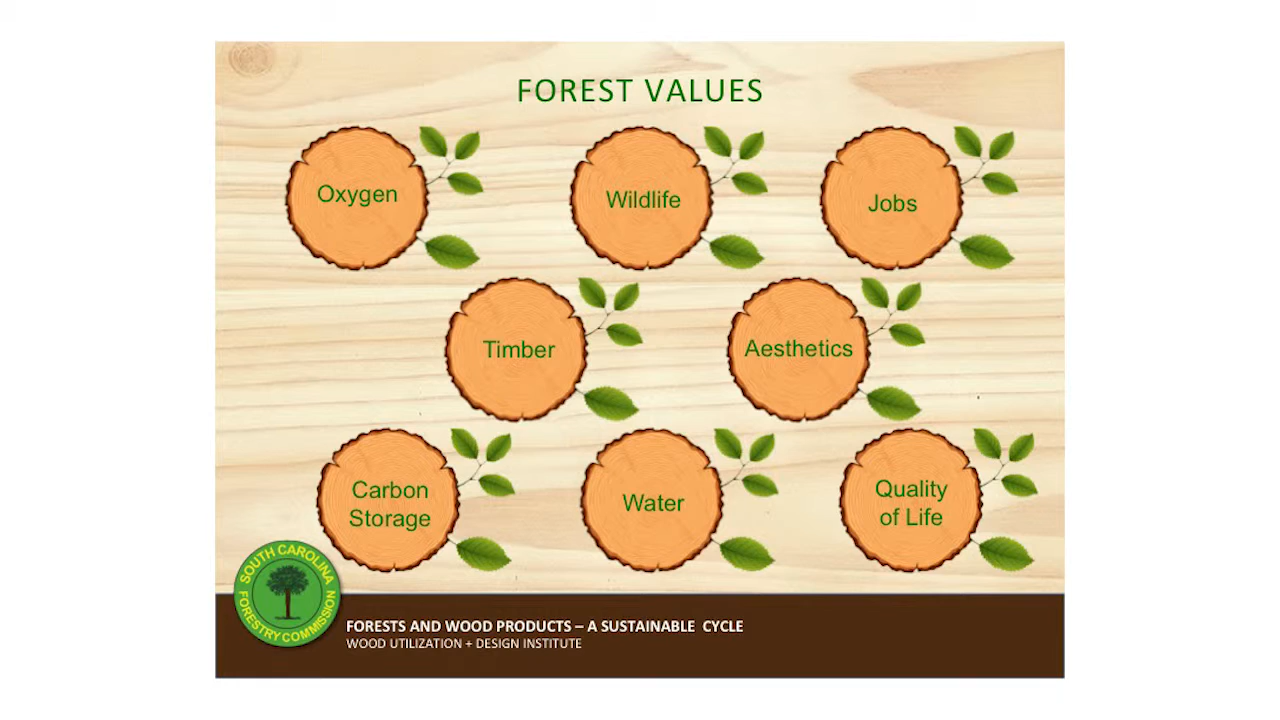 FOREST VALUES
Oxygen
Wildlife
Jobs
Timber
Aesthetics
Carbon
Storage
Water
Quality
of Life
SOUTH CAROLINA
FORESTRY COMMISSION
FORESTS AND WOOD PRODUCTS – A SUSTAINABLE CYCLE
WOOD UTILIZATION + DESIGN INSTITUTE